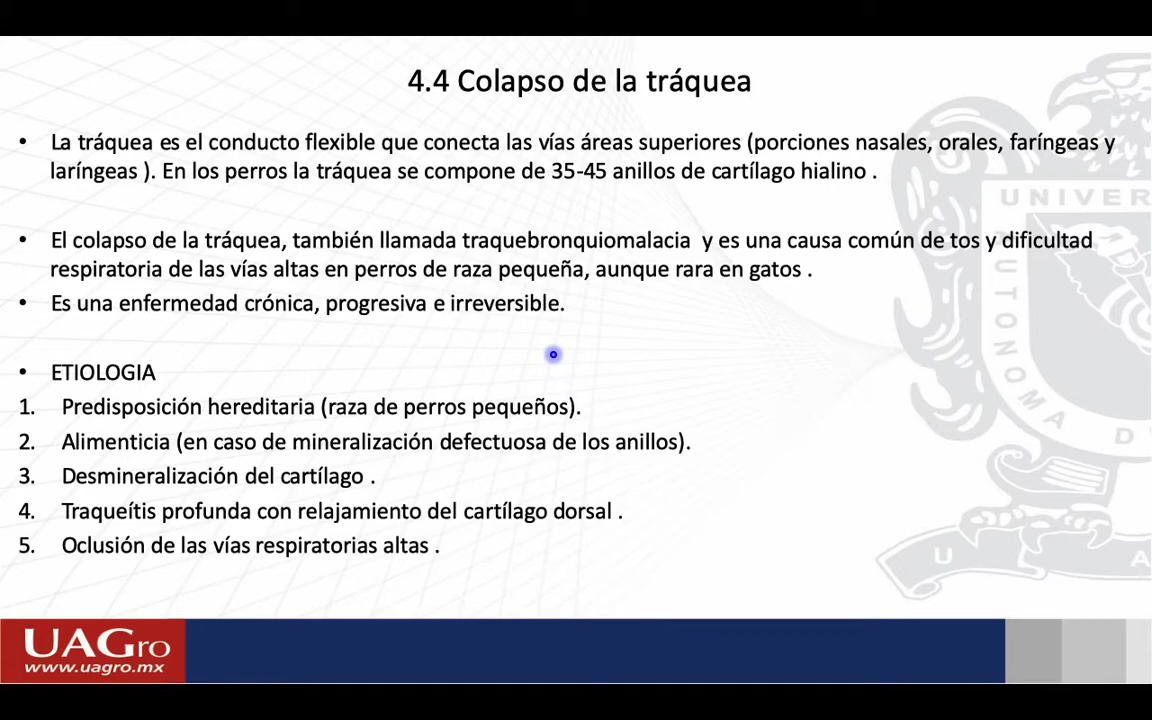 4.4 Colapso de la tráquea
• La tráquea es el conducto flexible que conecta las vías áreas superiores (porciones nasales, orales, faríngeas y
laríngeas ). En los perros la tráquea se compone de 35-45 anillos de cartílago hialino .
• El colapso de la tráquea, también llamada traquebronquiomalacia y es una causa común de tos y dificultad
respiratoria de las vías altas en perros de raza pequeña, aunque rara en gatos .
• Es una enfermedad crónica, progresiva e irreversible.
• ETIOLOGIA
1. Predisposición hereditaria (raza de perros pequeños).
2. Alimenticia (en caso de mineralización defectuosa de los anillos).
3. Desmineralización del cartílago .
4. Traqueítis profunda con relajamiento del cartílago dorsal .
5. Oclusión de las vías respiratorias altas .
UNIVER
AUTONOMA D
U A
UAGro
www.uagro.mx